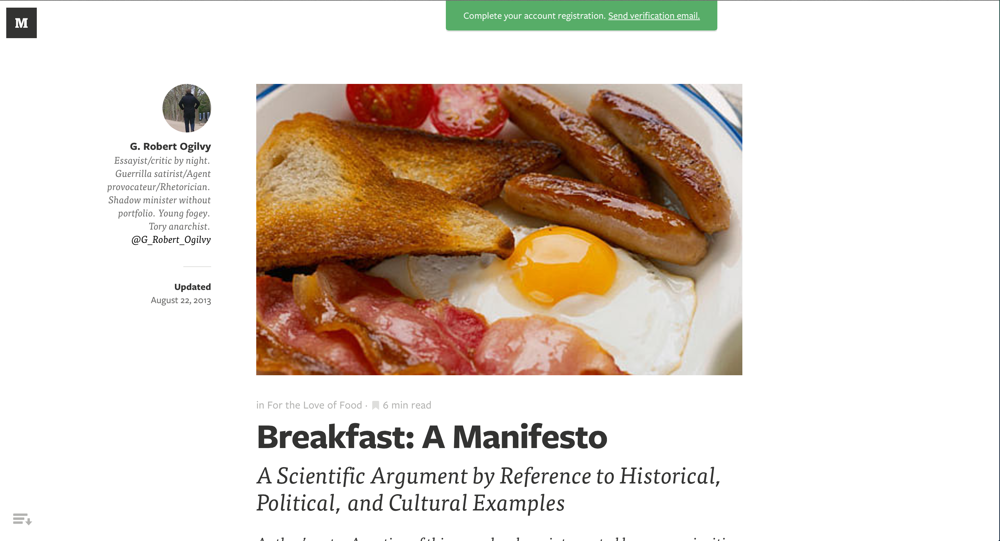 M
Complete your account registration. Send verification email.
G. Robert Ogilvy
Essayist/critic by night.
Guerrilla satirist/Agent
provocateur/Rhetorician.
Shadow minister without
portfolio. Young fogey.
Tory anarchist.
@G_Robert_Ogilvy
Updated
August 22, 2013
in For the Love of Food · 6 min read
Breakfast: A Manifesto
A Scientific Argument by Reference to Historical,
Political, and Cultural Examples